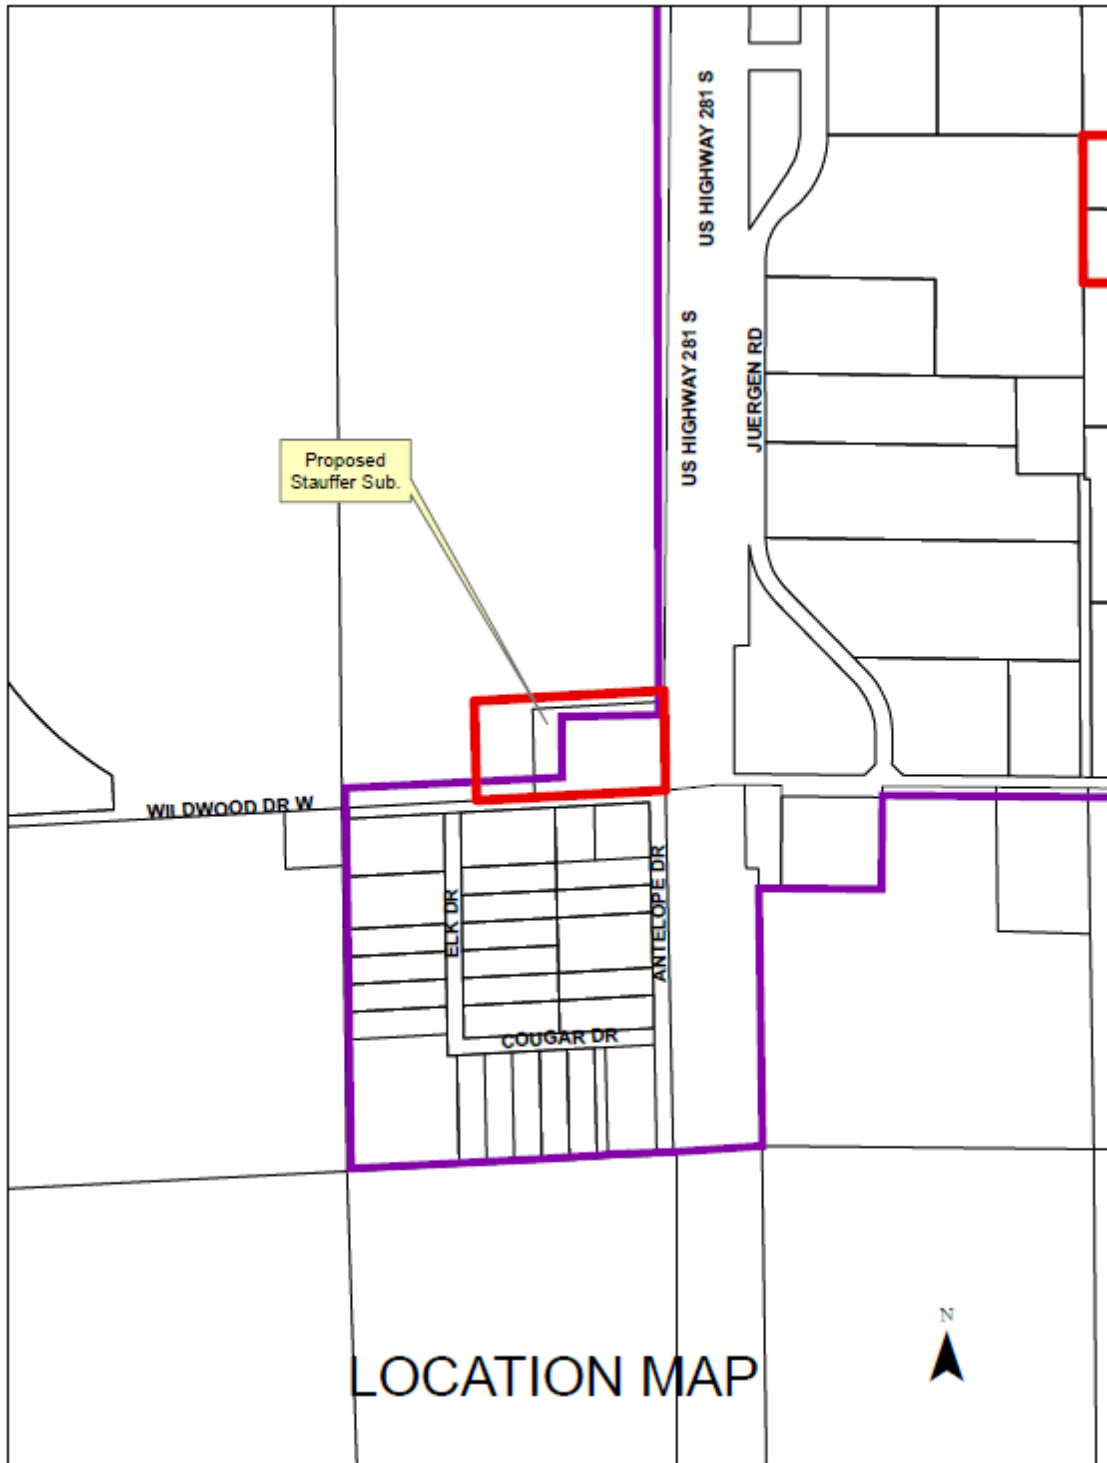 US HIGHWAY 281 S
US HIGHWAY 281 S
JUERGEN RD
Proposed
Stauffer Sub.
WILDWOOD DR W
ELK DR
ANTELOPE DR
COUGAR DR
N
LOCATION MAP